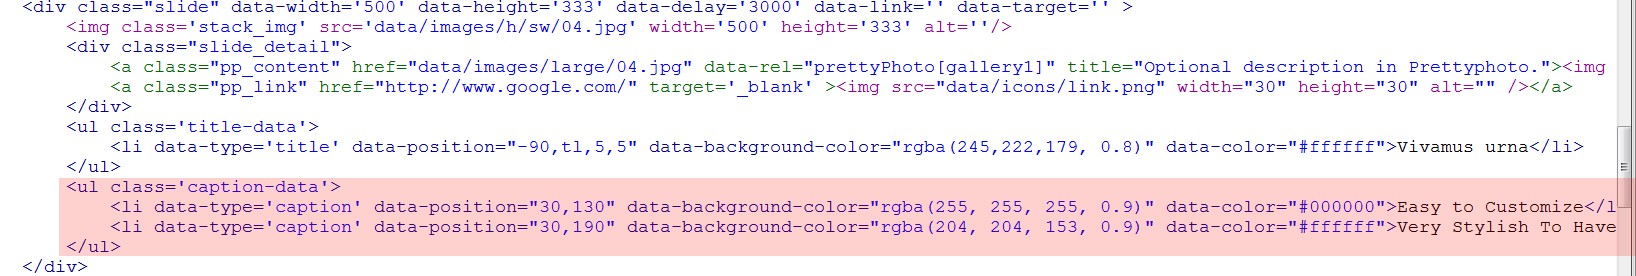 <div class="slide" data-width='500' data-height='333' data-delay='3000' data-link='' data-target='' >
<img class='stack_img' src='data/images/h/sw/04.jpg' width='500' height='333' alt=''/>
<div class="slide_detail">
<a class="pp_content" href="data/images/large/04.jpg" data-rel="prettyPhoto[gallery1]" title="Optional description in Prettyphoto."><img
<a class="pp_link" href="http://www.google.com/" target='_blank' ><img src="data/icons/link.png" width="30" height="30" alt="" /></a>
</div>
<ul class='title-data'>
<li data-type='title' data-position="-90,tl,5,5" data-background-color="rgba(245,222,179, 0.8)" data-color="#ffffff">Vivamus urna</li>
</ul>
<ul class='caption-data'>
<li data-type='caption' data-position="30,130" data-background-color="rgba(255, 255, 255, 0.9)" data-color="#000000">Easy to Customize</l
<li data-type='caption' data-position="30,190" data-background-color="rgba(204, 204, 153, 0.9)" data-color="#ffffff">Very Stylish To Have
</ul>
</div>